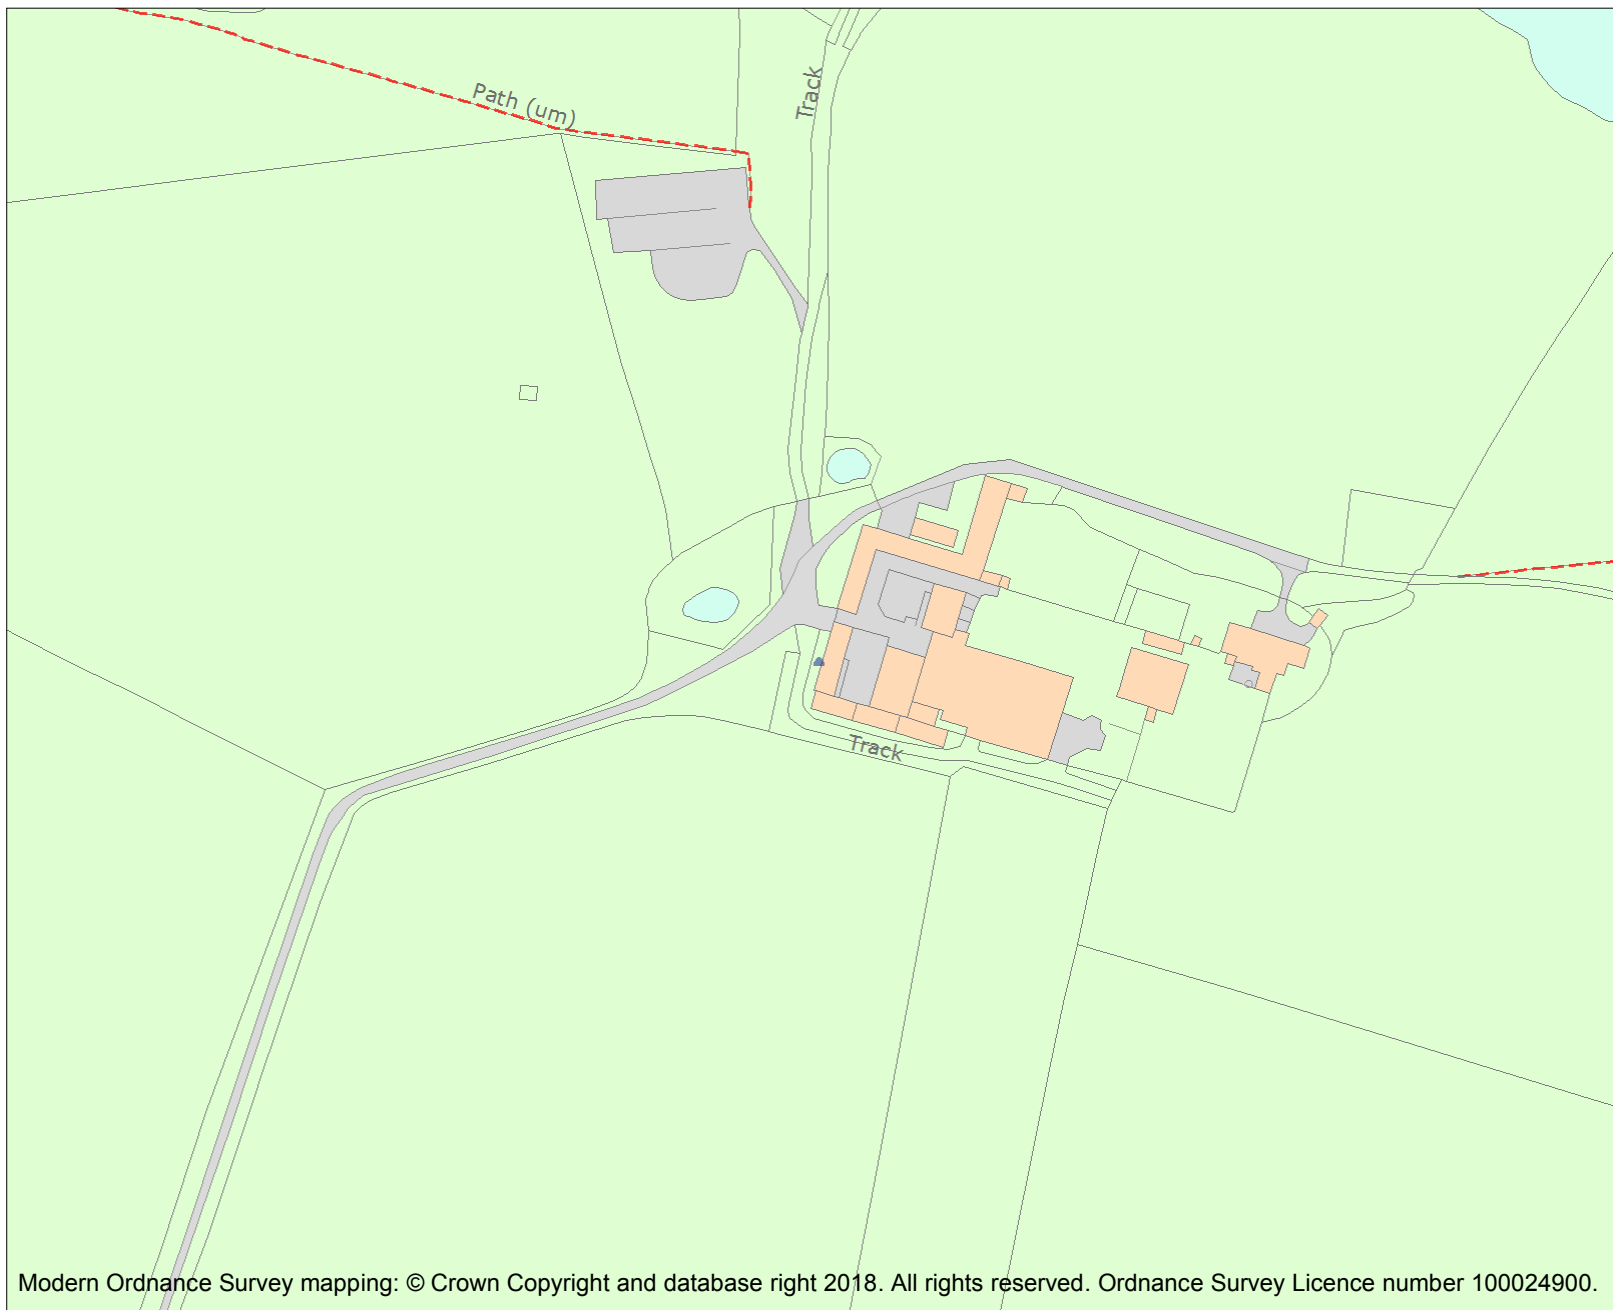 Path (um)
Track
Track
Modern Ordnance Survey mapping: © Crown Copyright and database right 2018. All rights reserved. Ordnance Survey Licence number 100024900.